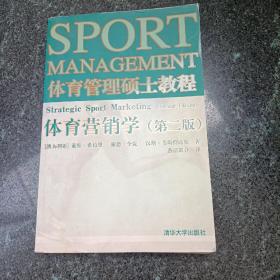 SPORT
MANAGEMENT
体育管理硕士教程
Strategic Sport Marketing
体育营销学（第二版）
清华大学出版社